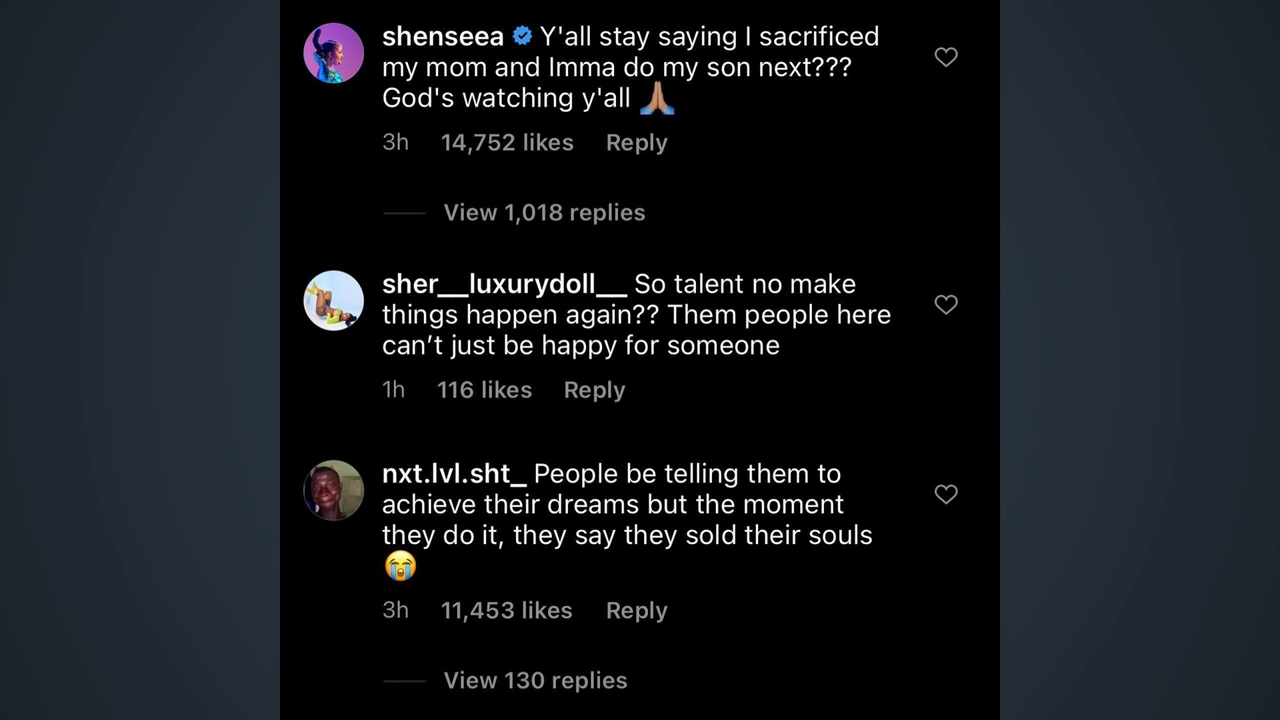 shenseea Y'all stay saying I sacrificed
my mom and Imma do my son next???
God's watching y'all 🙏🏽
3h 14,752 likes Reply
View 1,018 replies
sher__luxurydoll__ So talent no make
things happen again?? Them people here
can’t just be happy for someone
1h 116 likes Reply
nxt.lvl.sht_ People be telling them to
achieve their dreams but the moment
they do it, they say they sold their souls
😭
3h 11,453 likes Reply
View 130 replies